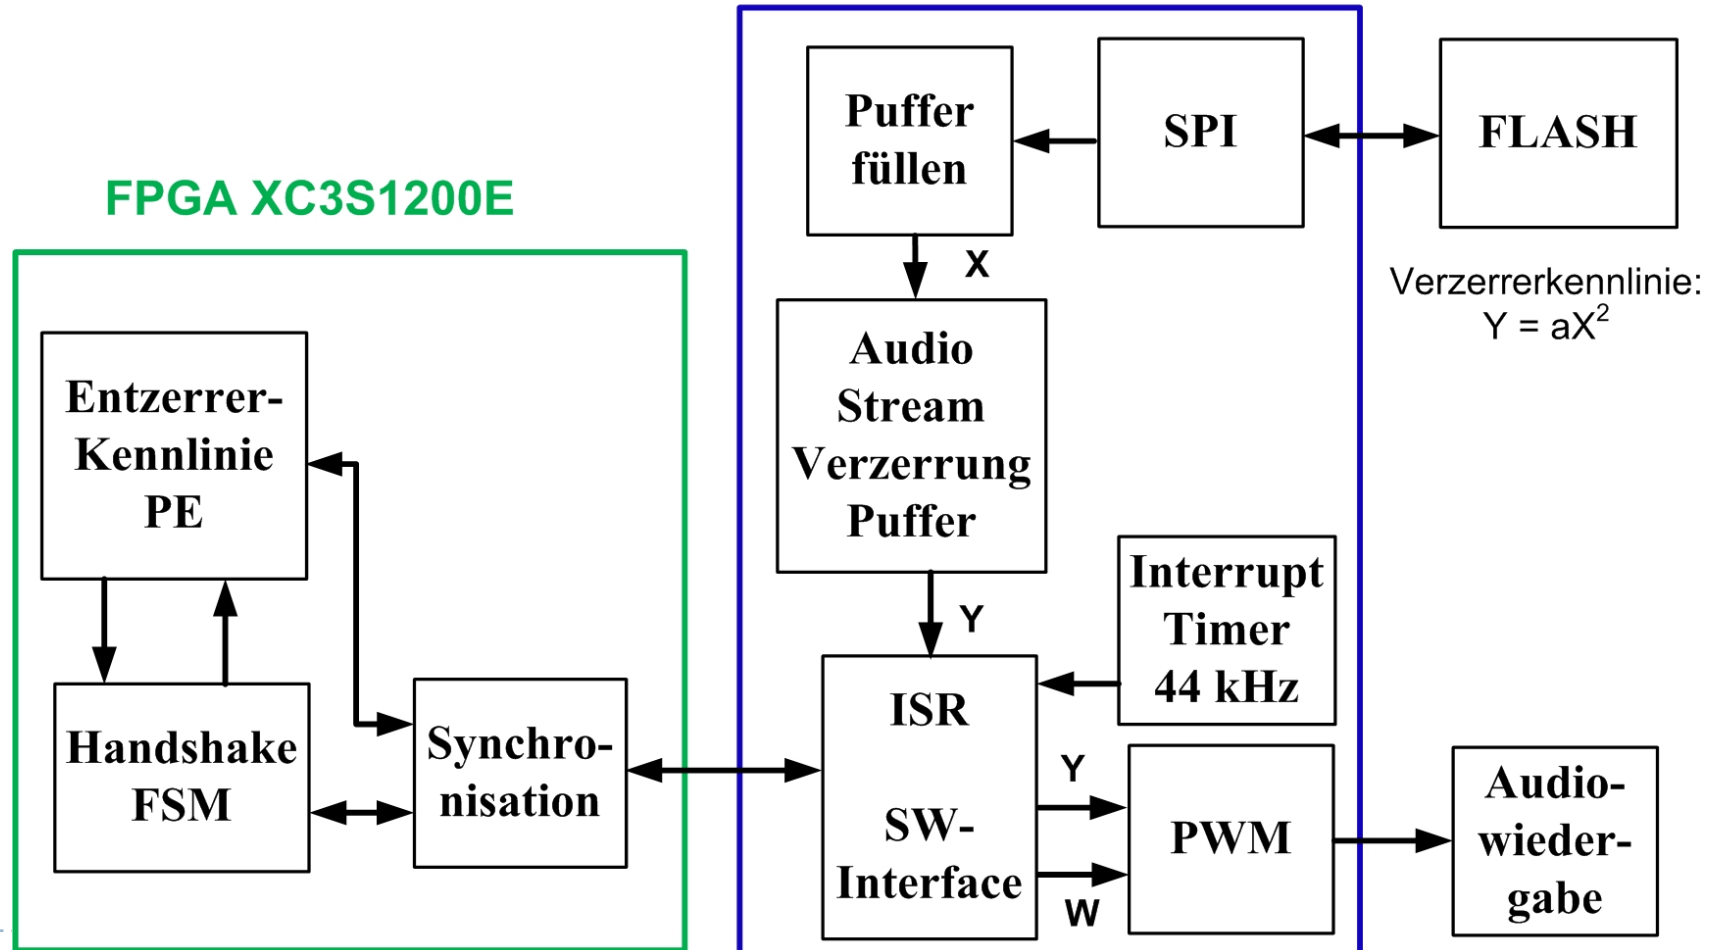 FPGA XC3S1200E
Entzerrer-
Kennlinie
PE
Handshake
FSM
Synchro-
nisation
Puffer
füllen
SPI
FLASH
Verzerrerkennlinie:
Y = aX²
X
Audio
Stream
Verzerrung
Puffer
Y
Interrupt
Timer
44 kHz
ISR
SW-
Interface
Y
W
PWM
Audio-
wieder-
gabe